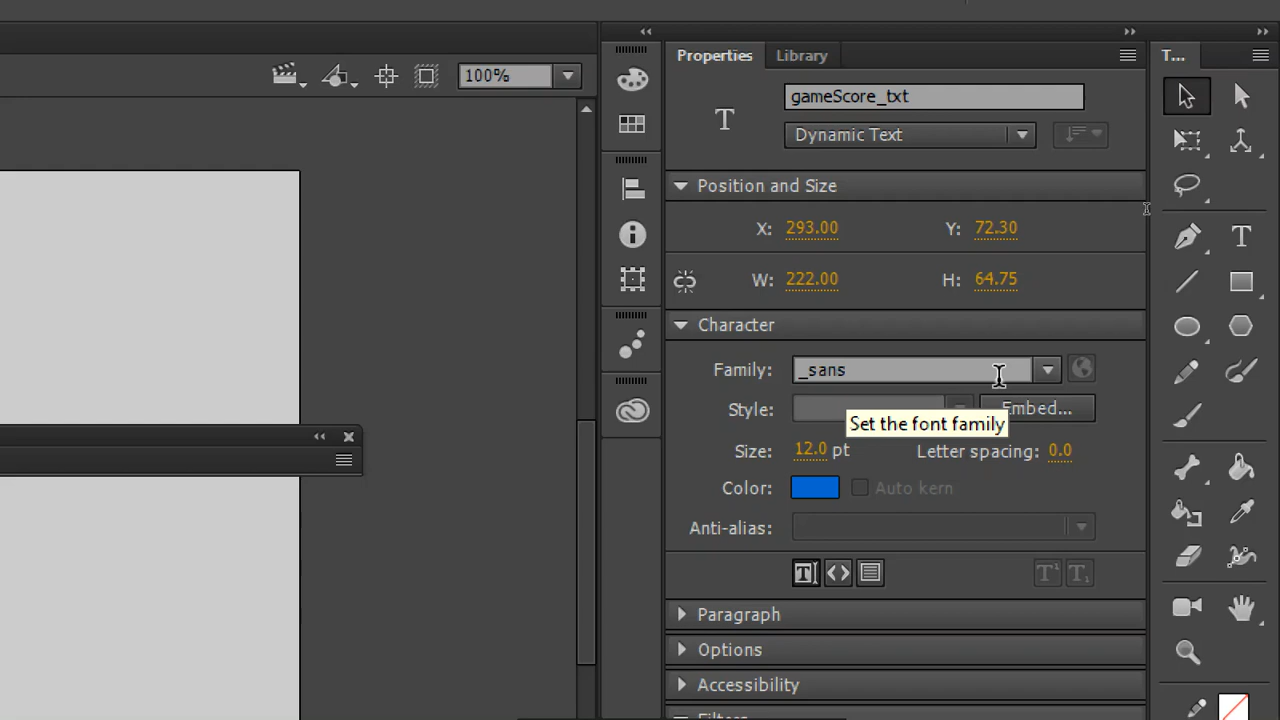 Properties
Library
T...
100%
gameScore_txt
T
Dynamic Text
Position and Size
X: 293.00 Y: 72.30
W: 222.00 H: 64.75
Character
Family: _sans
Style: Embed...
Set the font family
Size: 12.0 pt Letter spacing: 0.0
Color: Auto kern
Anti-alias:
Paragraph
Options
Accessibility
Filters